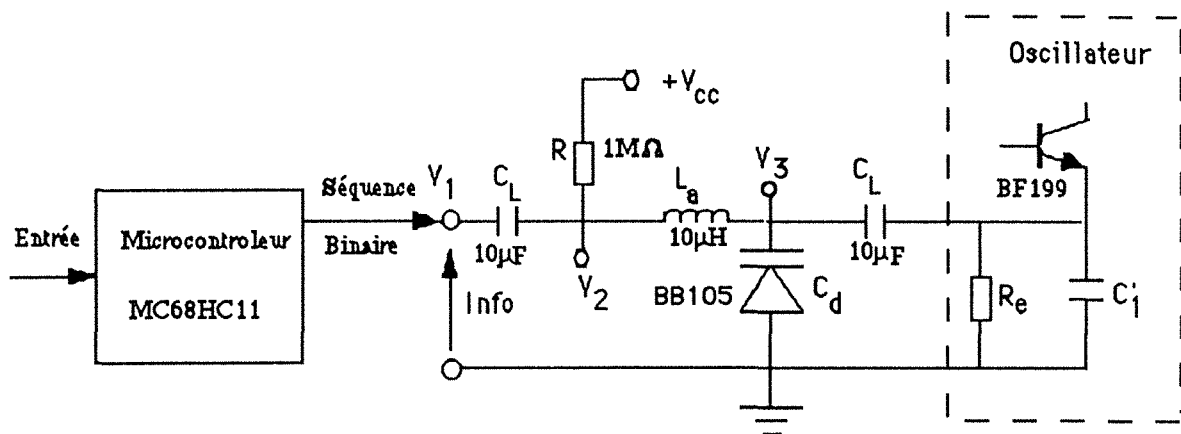 Oscillateur
+Vcc
R 1MΩ
V3
BF199
V1
CL
La
CL
Séquence
Binaire
Entrée
Microcontroleur
MC68HC11
10µF
10µH
10µF
V2
Info
BB105
Cd
Re
C'1